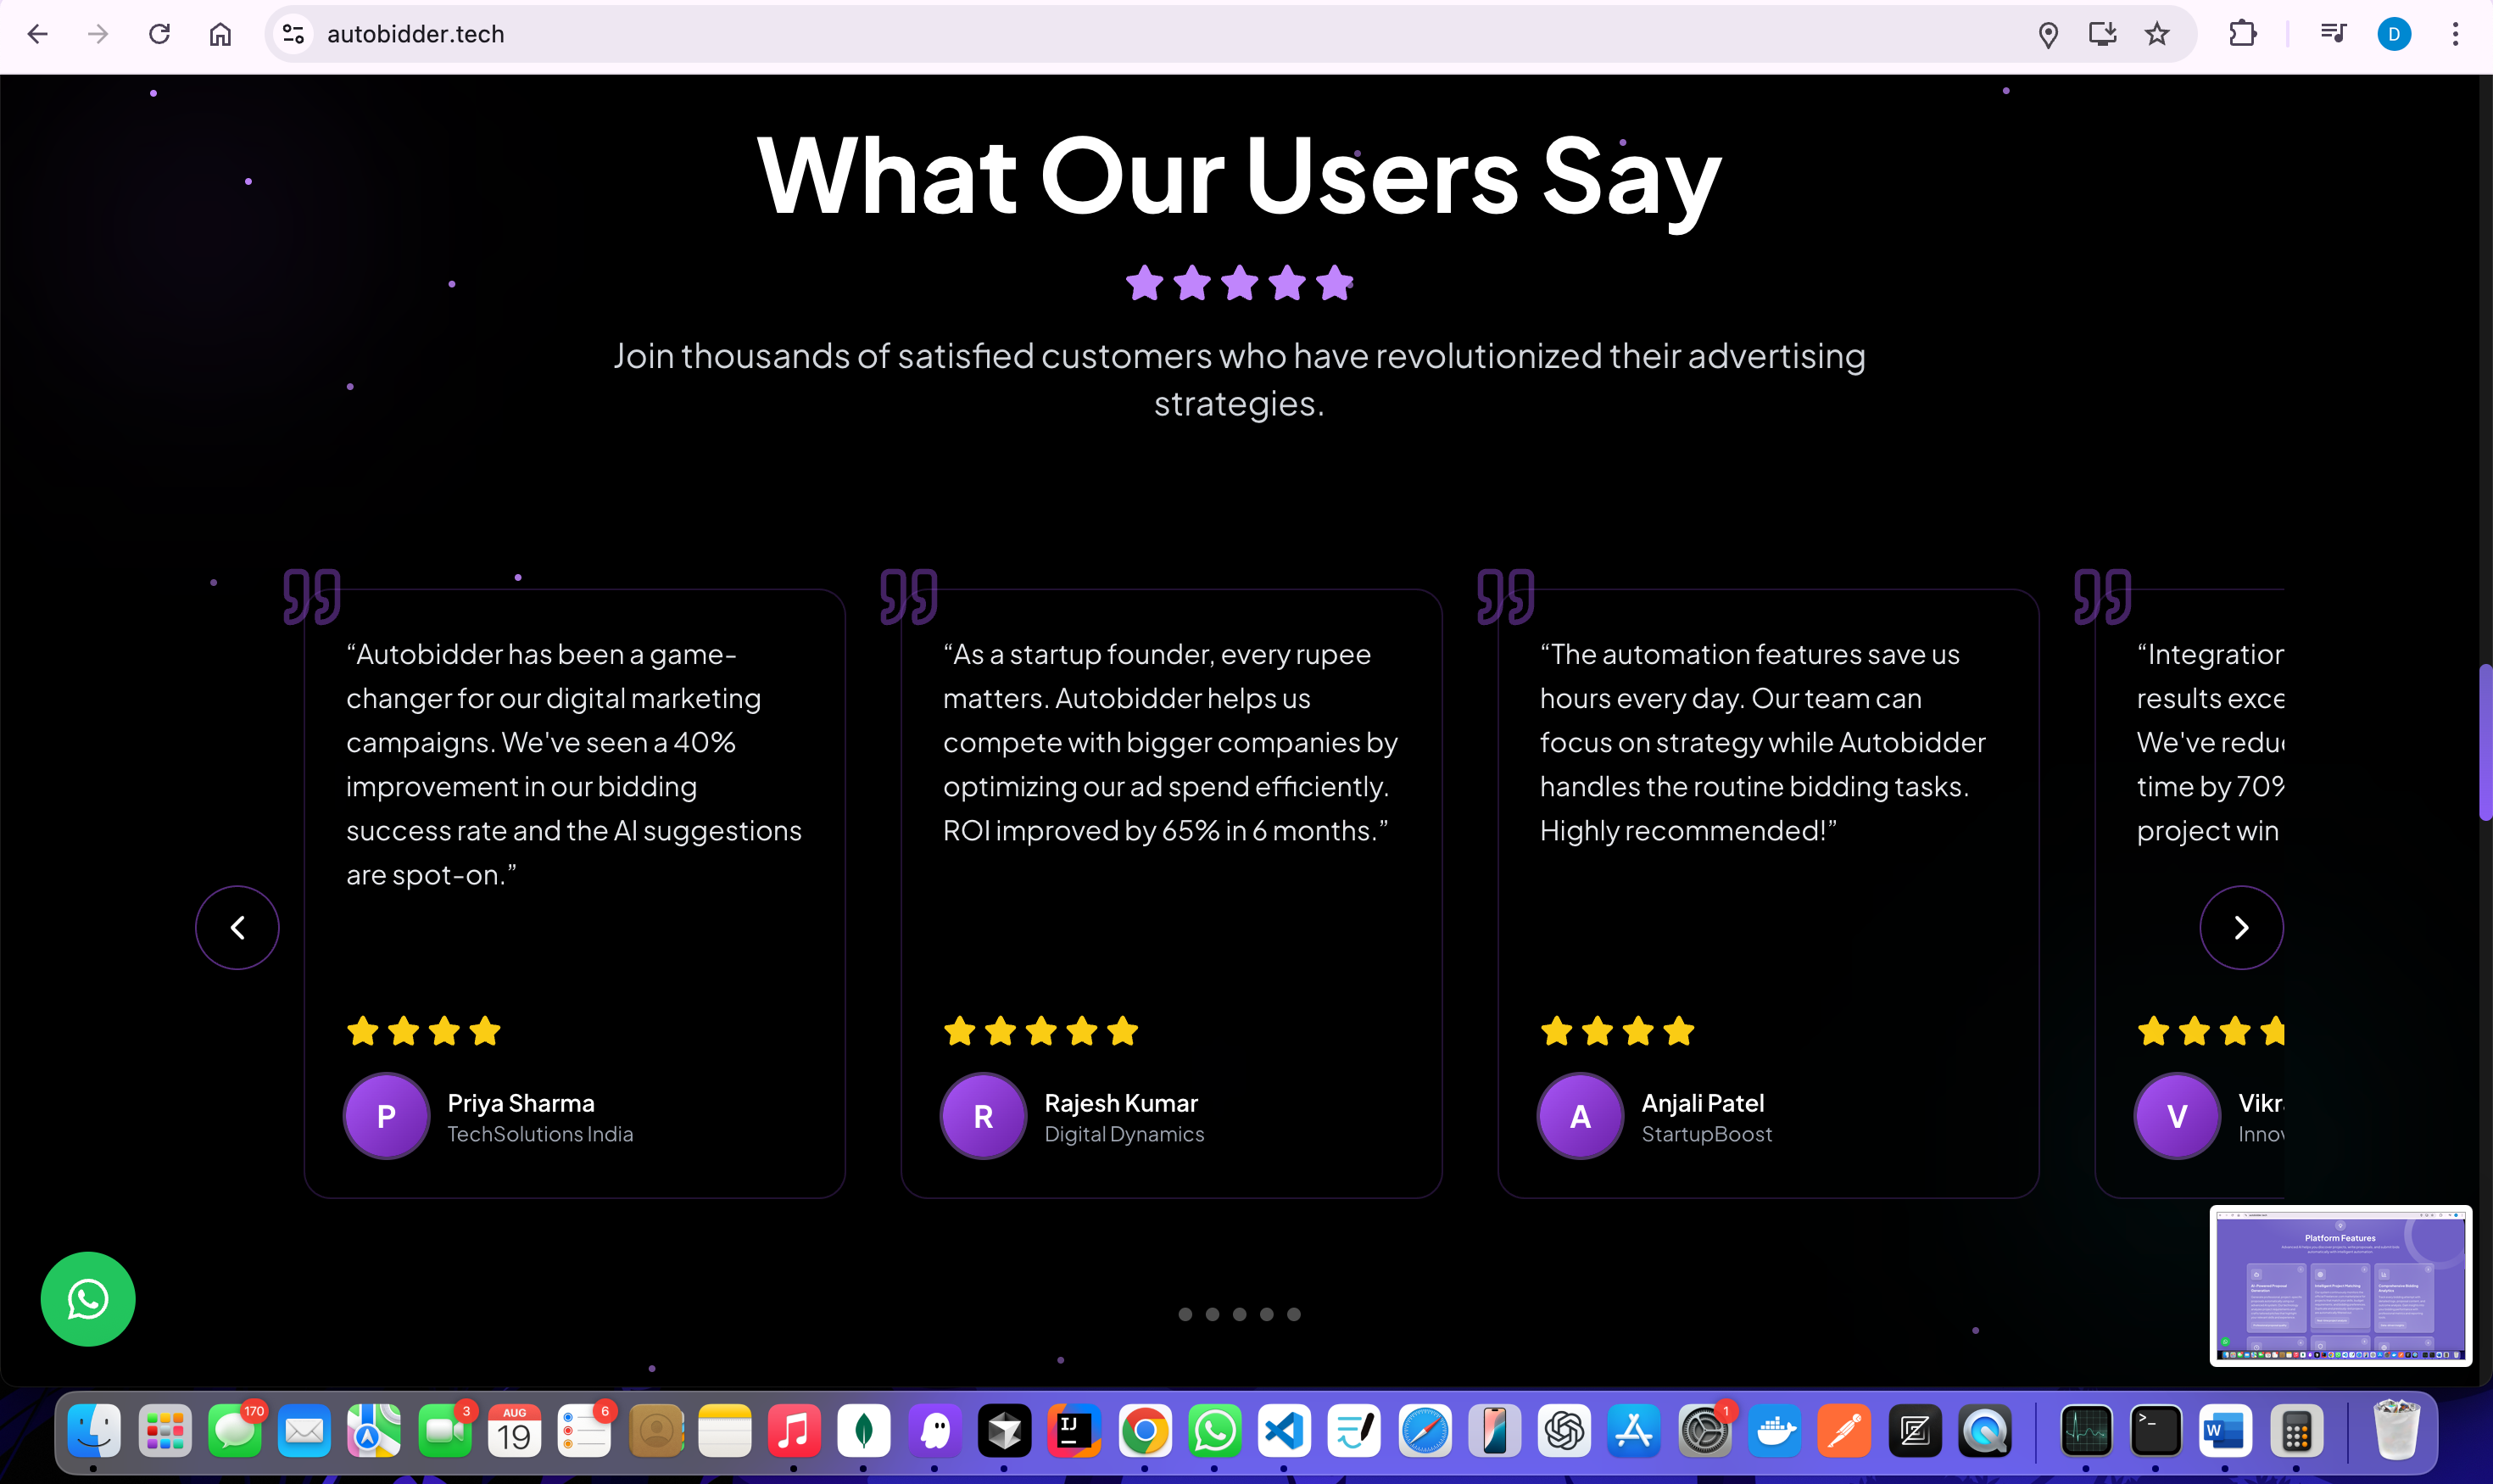 autobidder.tech
D
What Our Users Say
Join thousands of satisfied customers who have revolutionized their advertising
strategies.
“Autobidder has been a game-
changer for our digital marketing
campaigns. We've seen a 40%
improvement in our bidding
success rate and the AI suggestions
are spot-on.”
P
Priya Sharma
TechSolutions India
“As a startup founder, every rupee
matters. Autobidder helps us
compete with bigger companies by
optimizing our ad spend efficiently.
ROI improved by 65% in 6 months.”
R
Rajesh Kumar
Digital Dynamics
“The automation features save us
hours every day. Our team can
focus on strategy while Autobidder
handles the routine bidding tasks.
Highly recommended!”
A
Anjali Patel
StartupBoost
“Integration
results exce
We've redu
time by 70%
project win
V
Vikr
Innov
Platform Features
170
3
AUG
19
6
IJ
1
>_
W